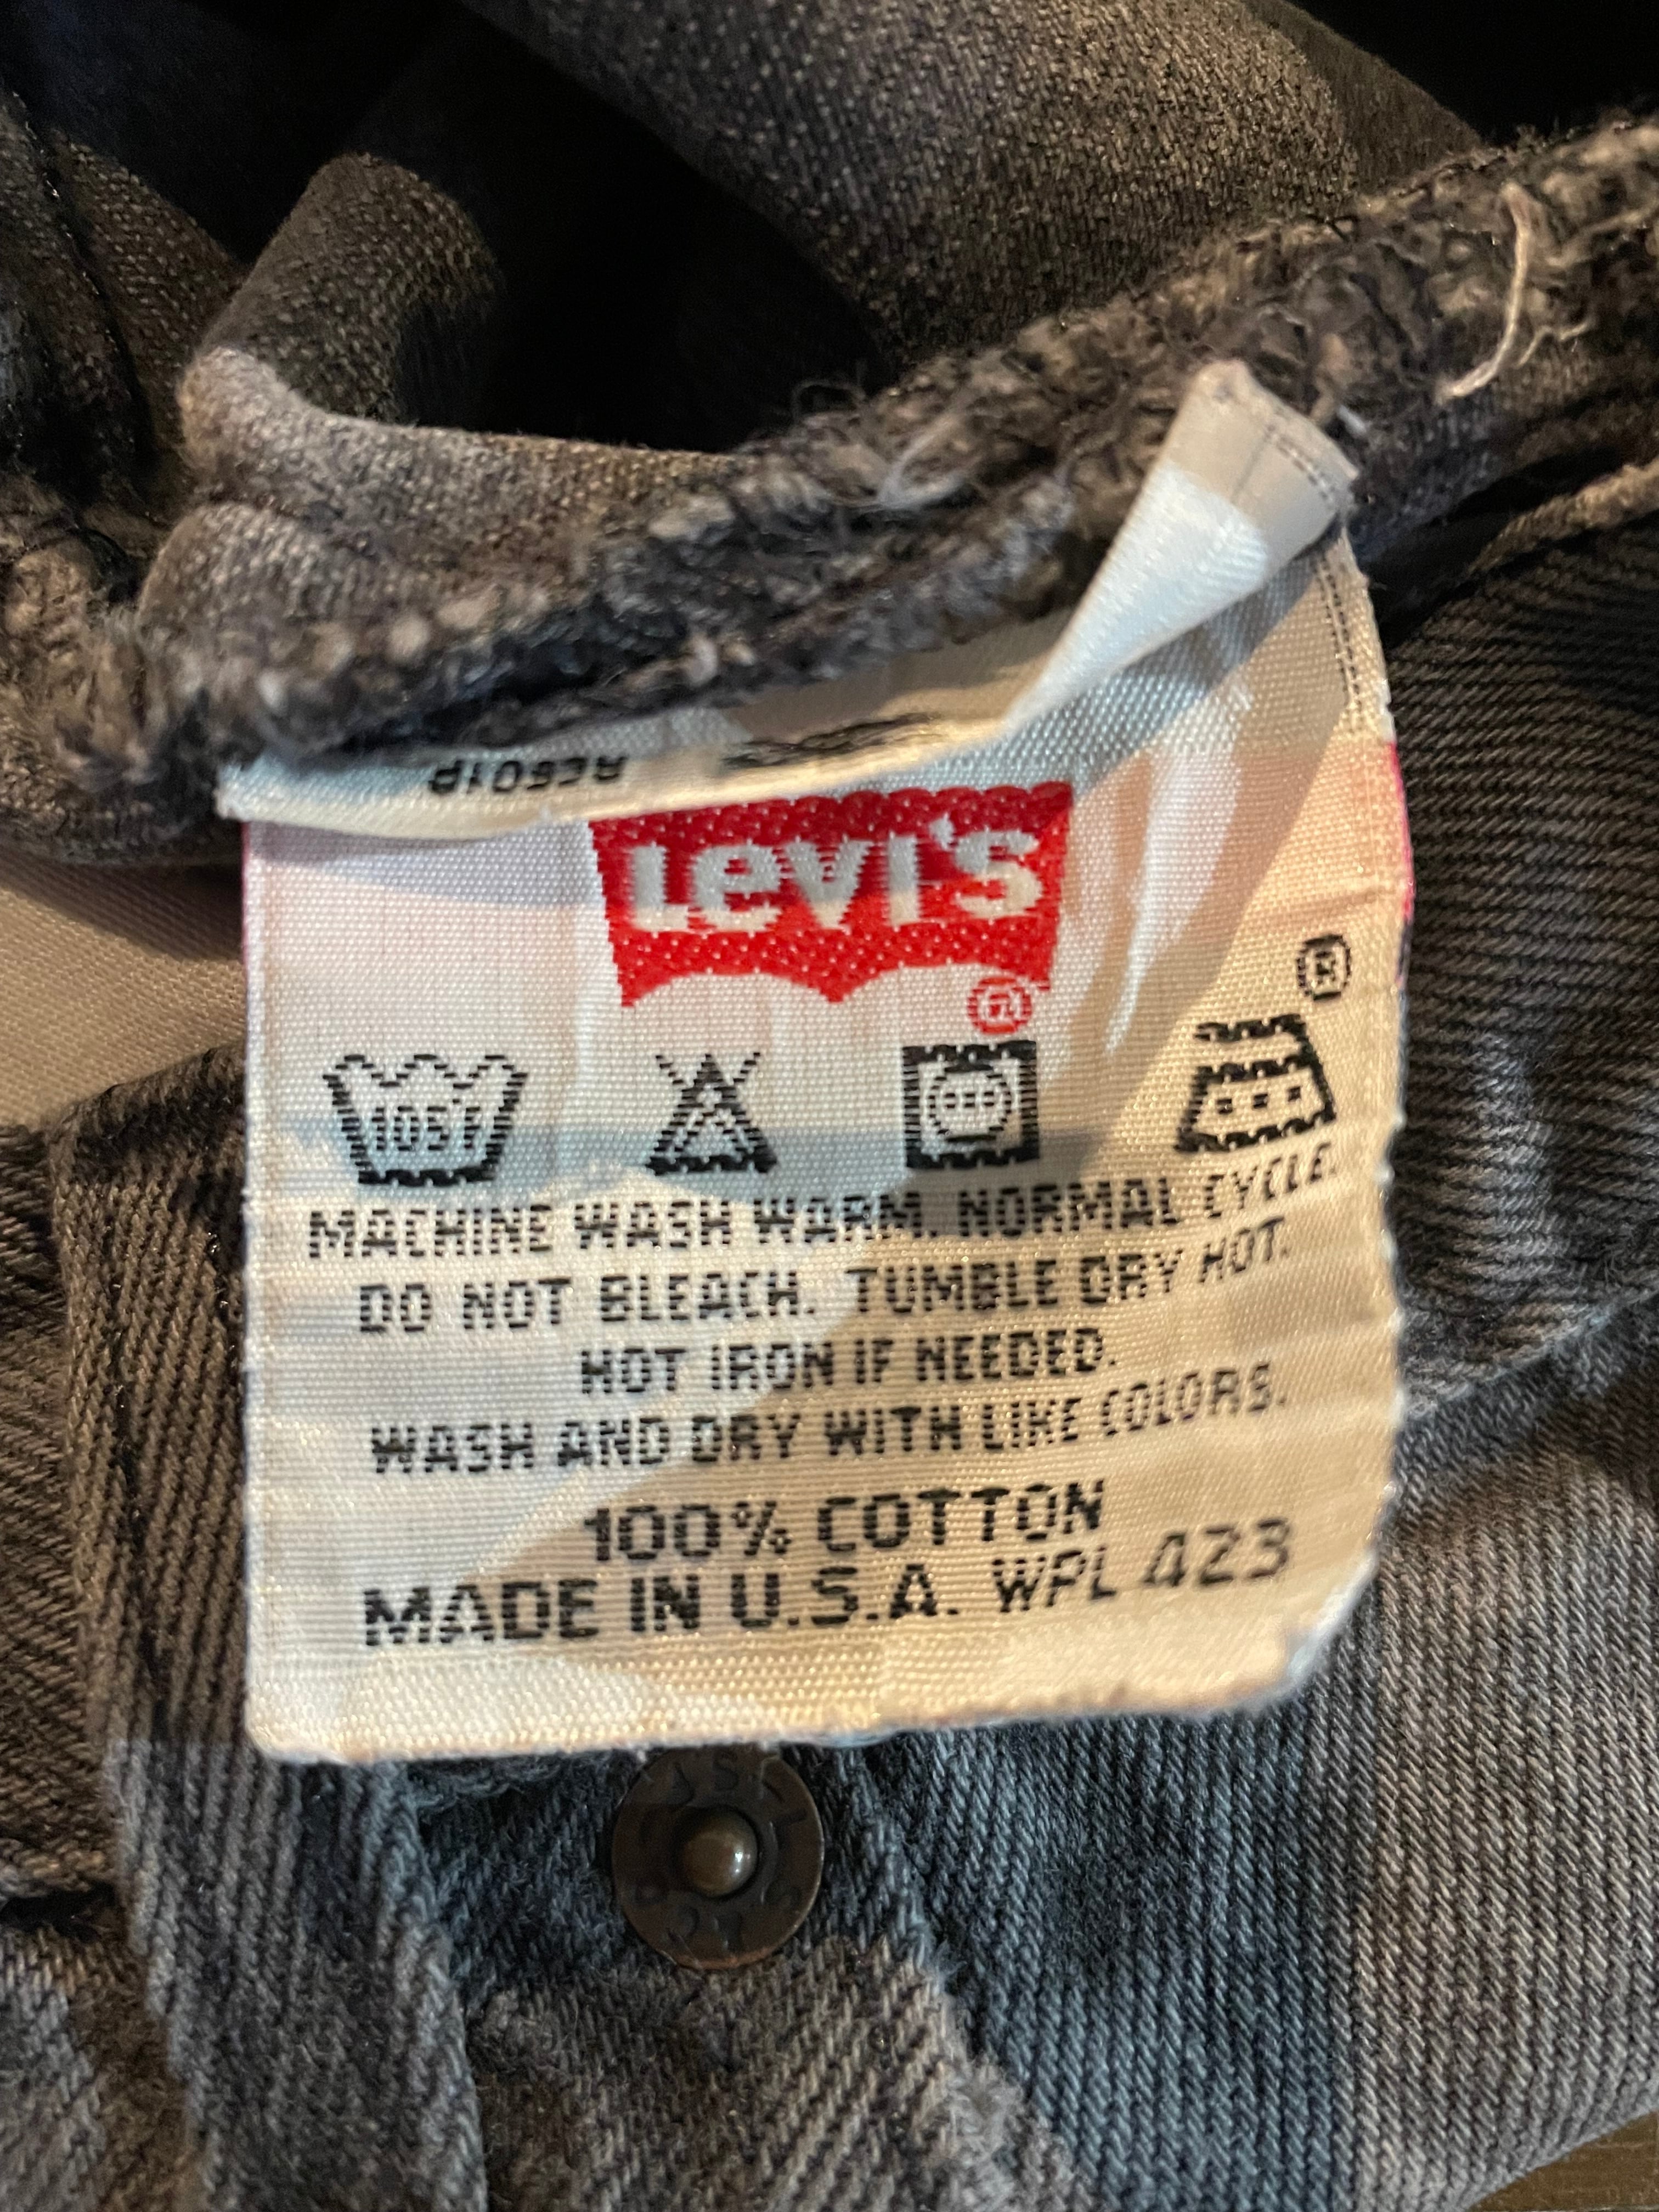 Levi's
®
®
105F
MACHINE WASH WARM. NORMAL CYCLE.
DO NOT BLEACH. TUMBLE DRY HOT.
HOT IRON IF NEEDED.
WASH AND DRY WITH LIKE COLORS.
100% COTTON
MADE IN U.S.A. WPL 423